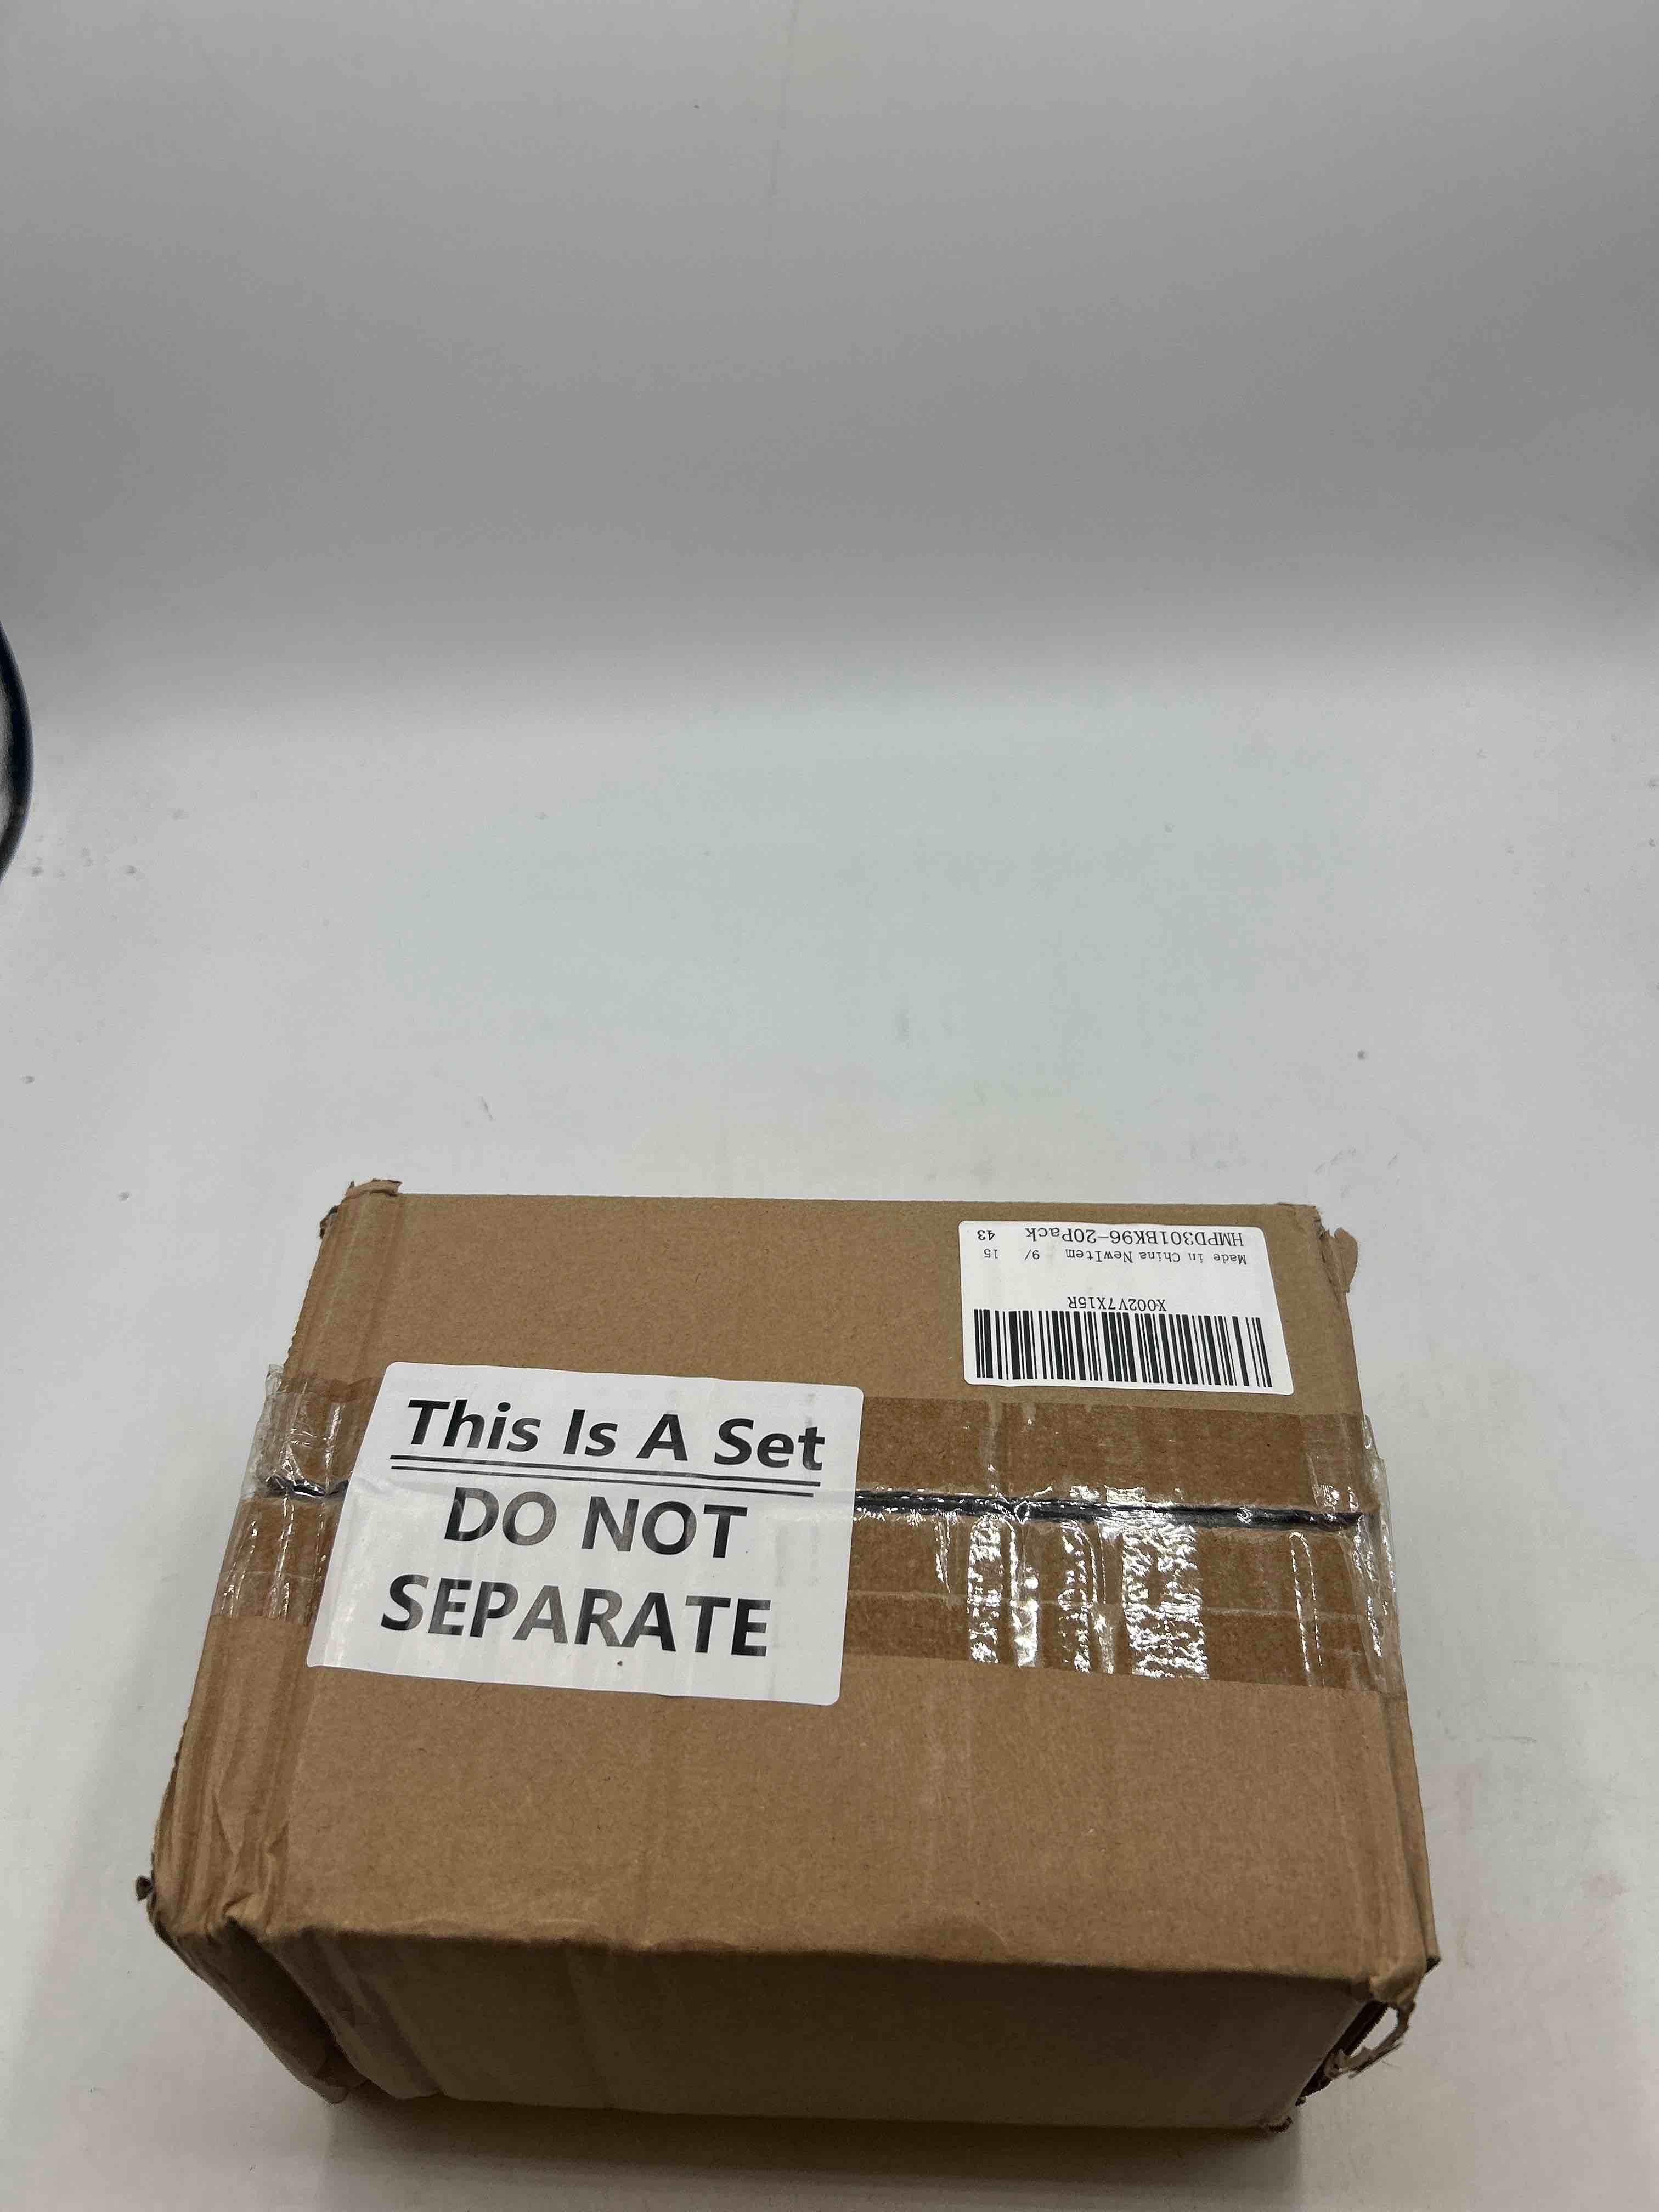 This Is A Set
DO NOT
SEPARATE
X002V7X15R
Made in China NewItem 9/ 15
HMPD301BK96-20Pack 43